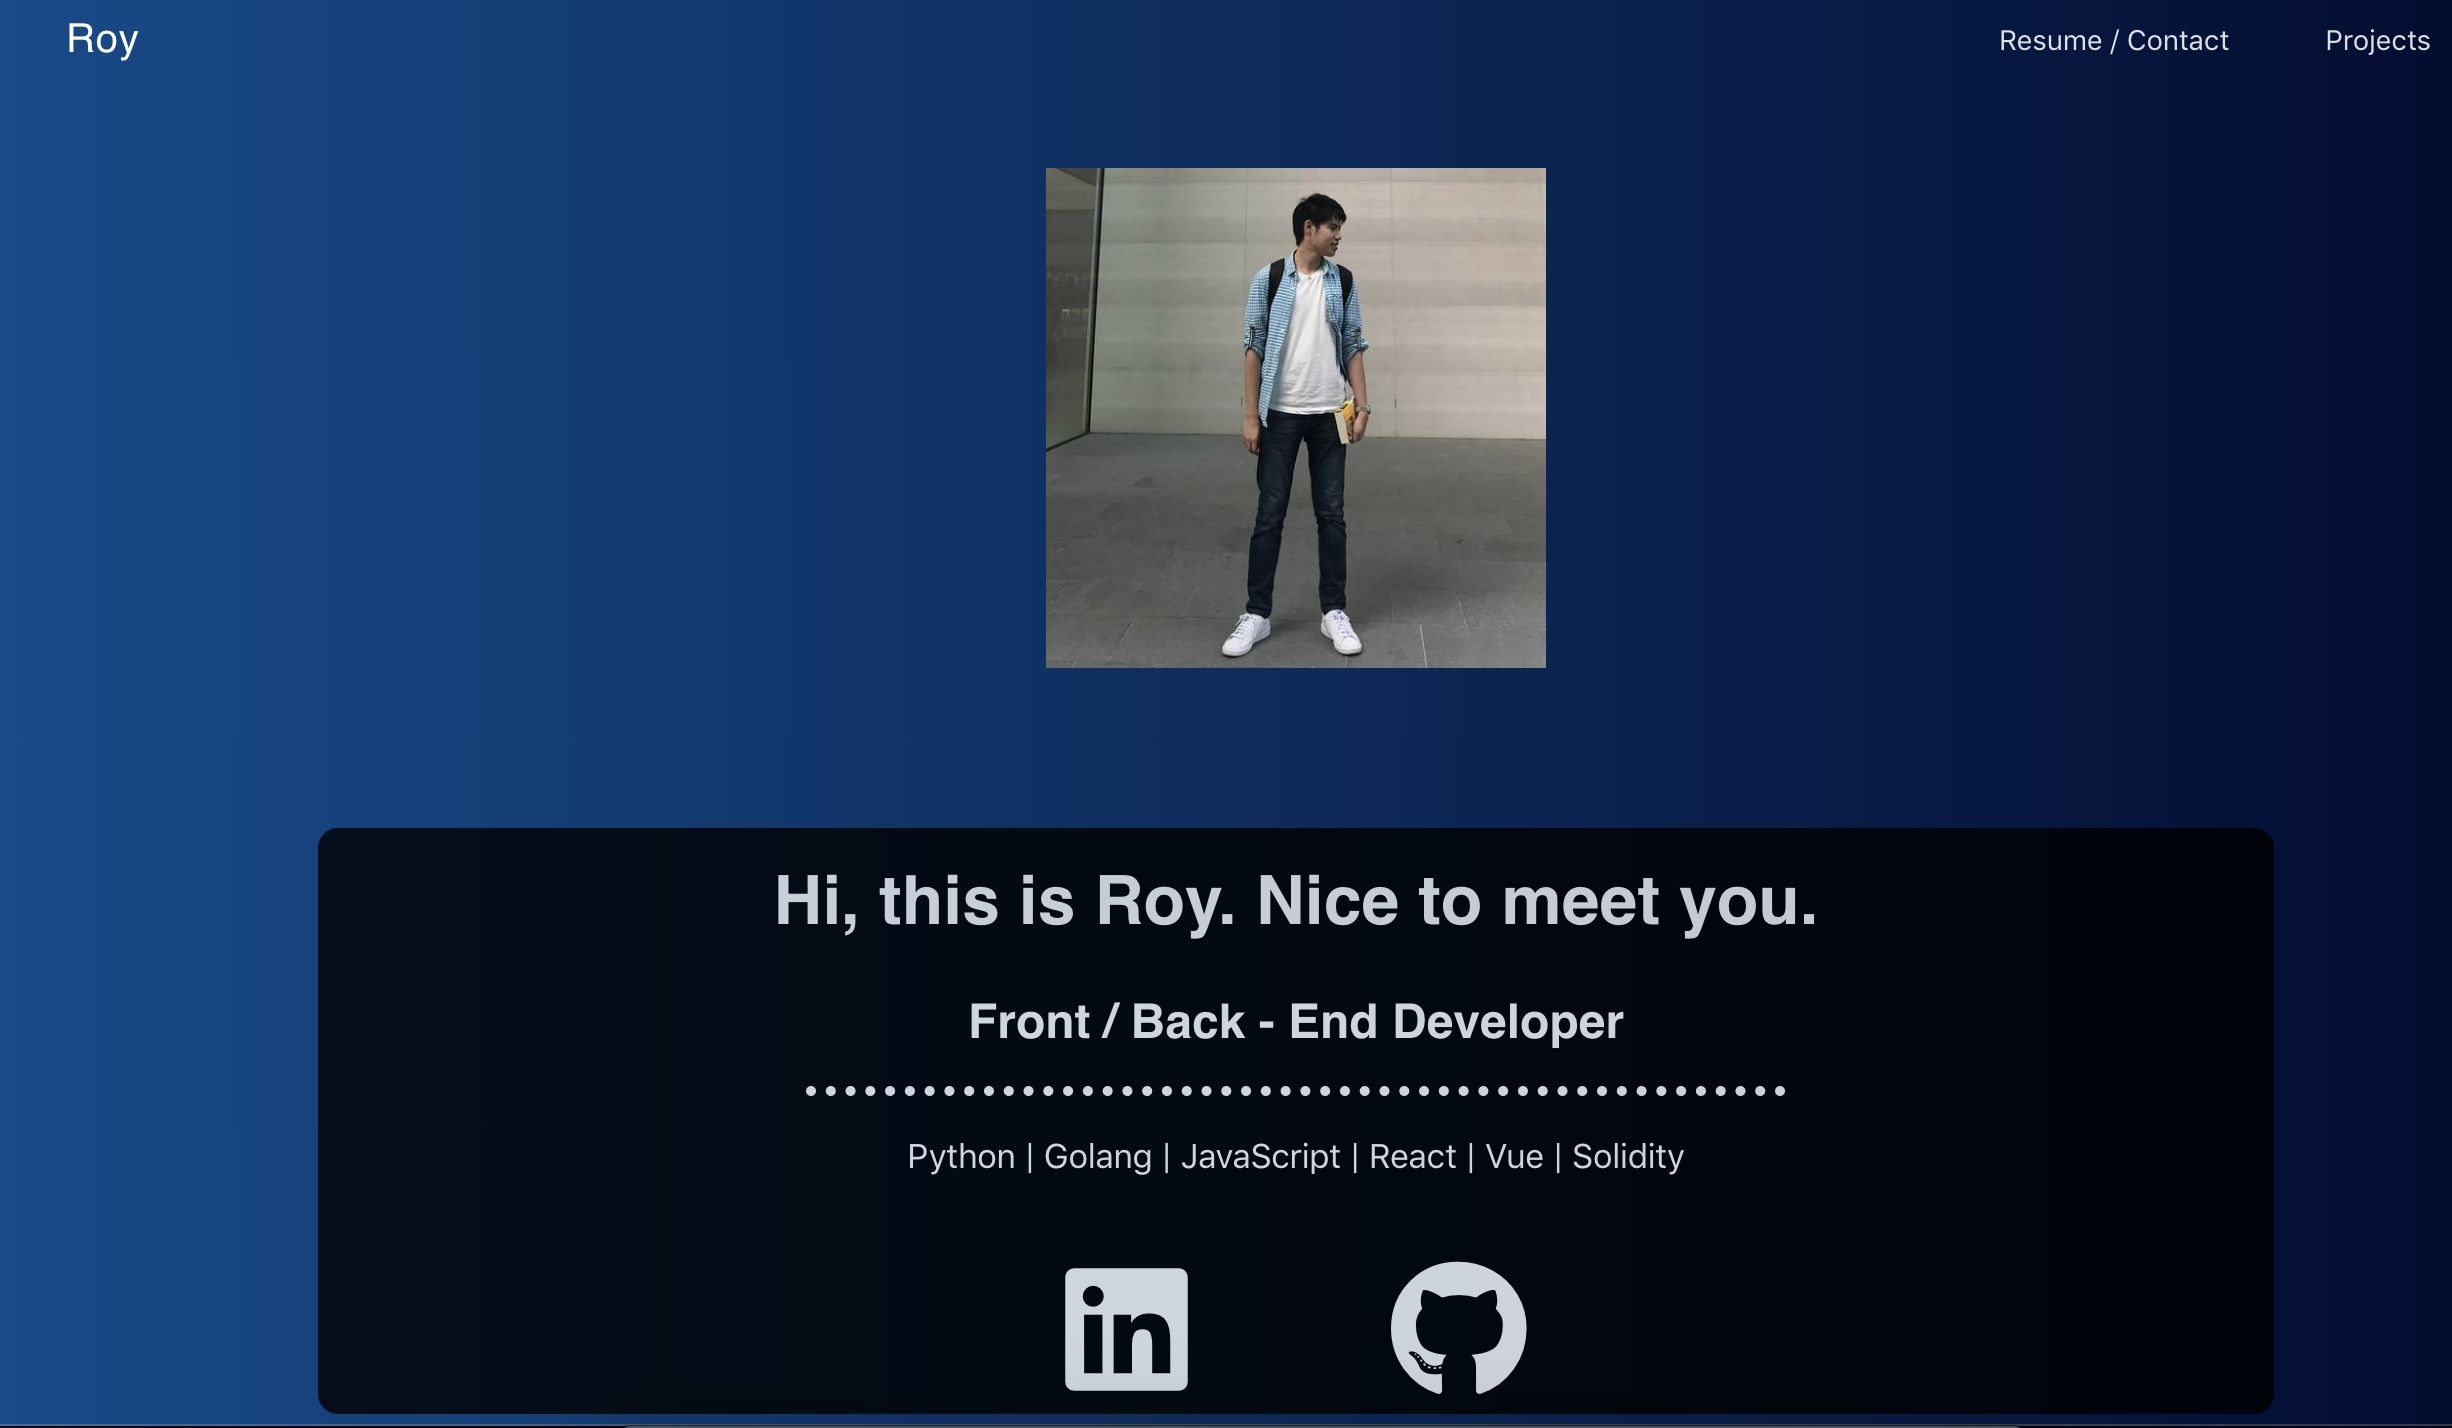 Roy
Resume / Contact
Projects
Hi, this is Roy. Nice to meet you.
Front / Back - End Developer
Python | Golang | JavaScript | React | Vue | Solidity
in